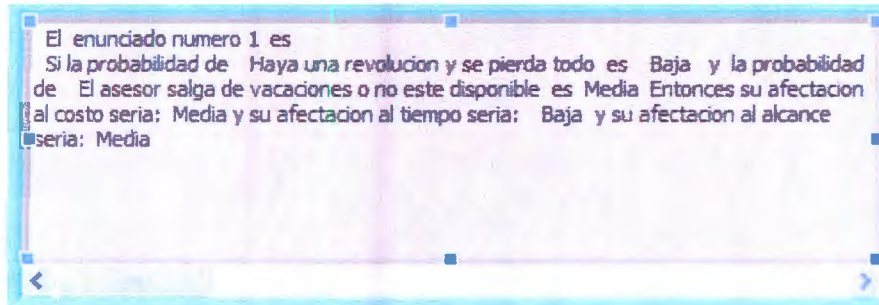 El enunciado numero 1 es
Si la probabilidad de Haya una revolucion y se pierda todo es Baja y la probabilidad
de El asesor salga de vacaciones o no este disponible es Media Entonces su afectacion
al costo seria: Media y su afectacion al tiempo seria: Baja y su afectacion al alcance
seria: Media